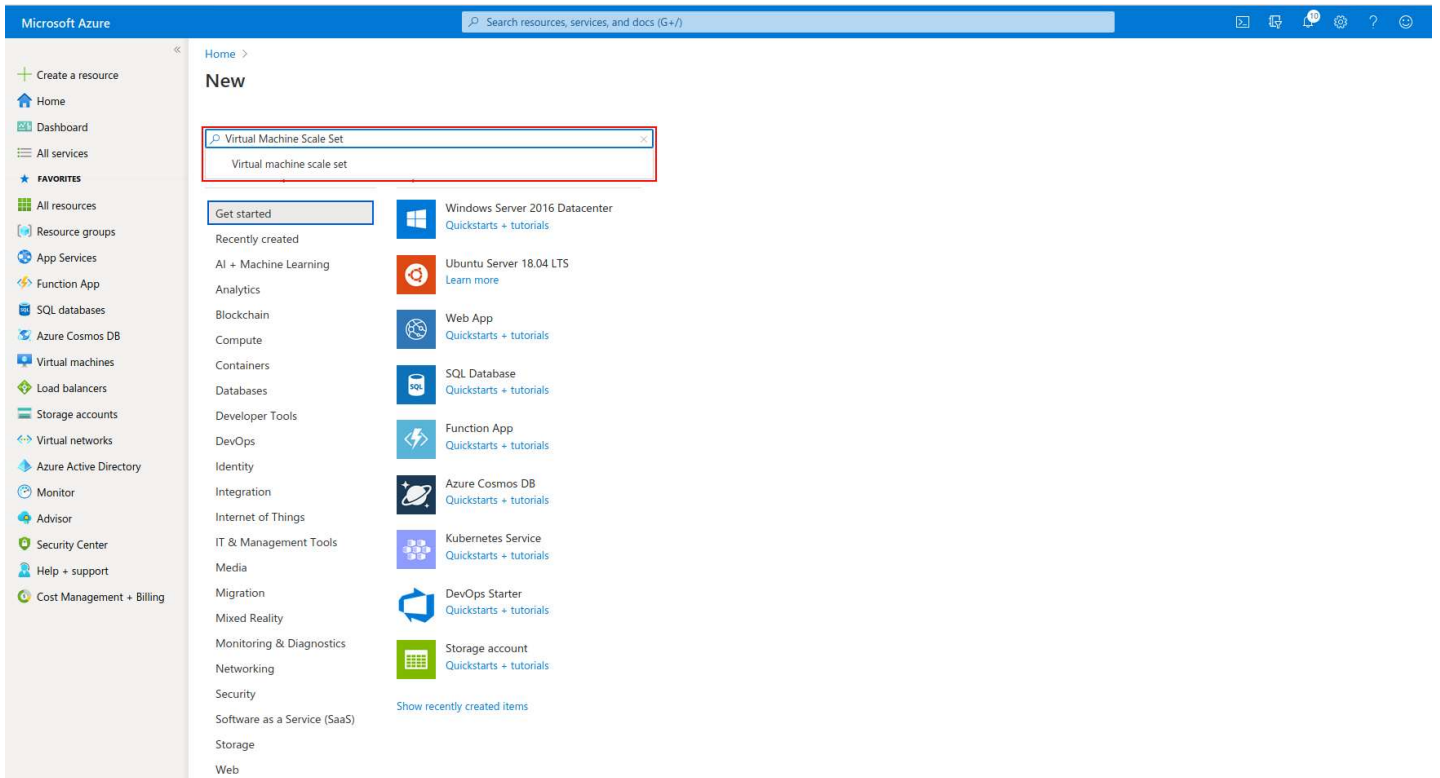 Microsoft Azure
Search resources, services, and docs (G+/)
10
Create a resource
Home
Dashboard
All services
FAVORITES
All resources
Resource groups
App Services
Function App
SQL databases
Azure Cosmos DB
Virtual machines
Load balancers
Storage accounts
Virtual networks
Azure Active Directory
Monitor
Advisor
Security Center
Help + support
Cost Management + Billing
Home >
New
Virtual Machine Scale Set
Virtual machine scale set
Get started
Recently created
AI + Machine Learning
Analytics
Blockchain
Compute
Containers
Databases
Developer Tools
DevOps
Identity
Integration
Internet of Things
IT & Management Tools
Media
Migration
Mixed Reality
Monitoring & Diagnostics
Networking
Security
Software as a Service (SaaS)
Storage
Web
Windows Server 2016 Datacenter
Quickstarts + tutorials
Ubuntu Server 18.04 LTS
Learn more
Web App
Quickstarts + tutorials
SQL
SQL Database
Quickstarts + tutorials
Function App
Quickstarts + tutorials
Azure Cosmos DB
Quickstarts + tutorials
Kubernetes Service
Quickstarts + tutorials
DevOps Starter
Quickstarts + tutorials
Storage account
Quickstarts + tutorials
Show recently created items